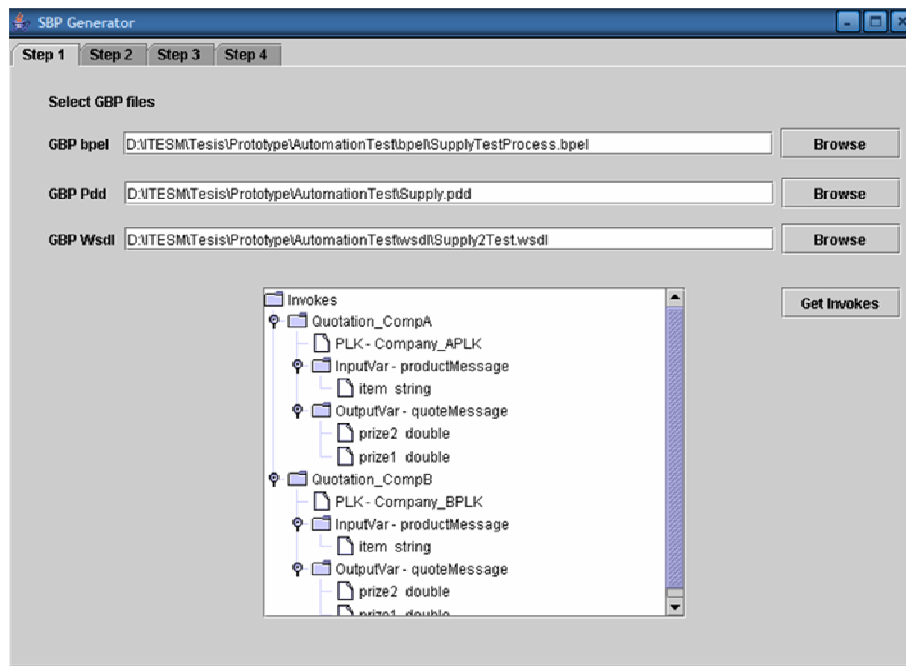 SBP Generator
Step 1 Step 2 Step 3 Step 4
Select GBP files
GBP bpel D:\ITESM\Tesis\Prototype\AutomationTest\bpel\SupplyTestProcess.bpel Browse
GBP Pdd D:\ITESM\Tesis\Prototype\AutomationTest\Supply.pdd Browse
GBP Wsdl D:\ITESM\Tesis\Prototype\AutomationTest\wsdl\Supply2Test.wsdl Browse
Invokes Get Invokes
Quotation_CompA
PLK - Company_APLK
InputVar - productMessage
item string
OutputVar - quoteMessage
prize2 double
prize1 double
Quotation_CompB
PLK - Company_BPLK
InputVar - productMessage
item string
OutputVar - quoteMessage
prize2 double
prize1 double